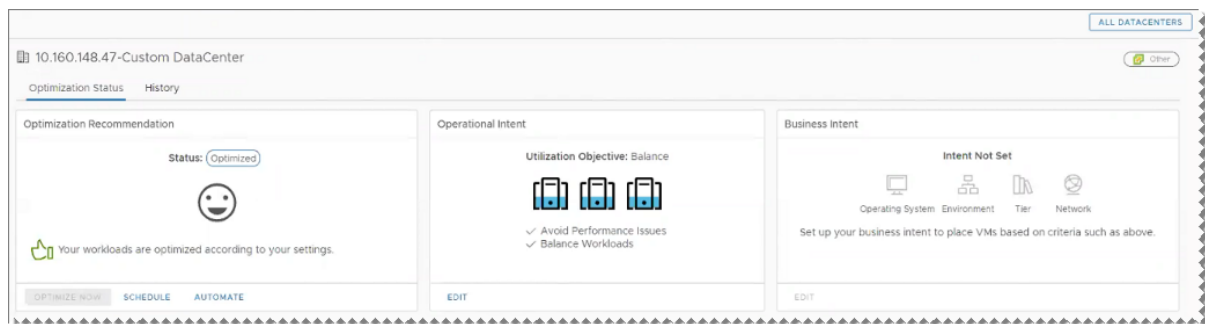 ALL DATACENTERS
10.160.148.47-Custom DataCenter
Other
Optimization Status History
Optimization Recommendation
Status: Optimized
Your workloads are optimized according to your settings.
OPTIMIZE NOW SCHEDULE AUTOMATE
Operational Intent
Utilization Objective: Balance
Avoid Performance Issues
Balance Workloads
EDIT
Business Intent
Intent Not Set
Operating System Environment Tier Network
Set up your business intent to place VMs based on criteria such as above.
EDIT